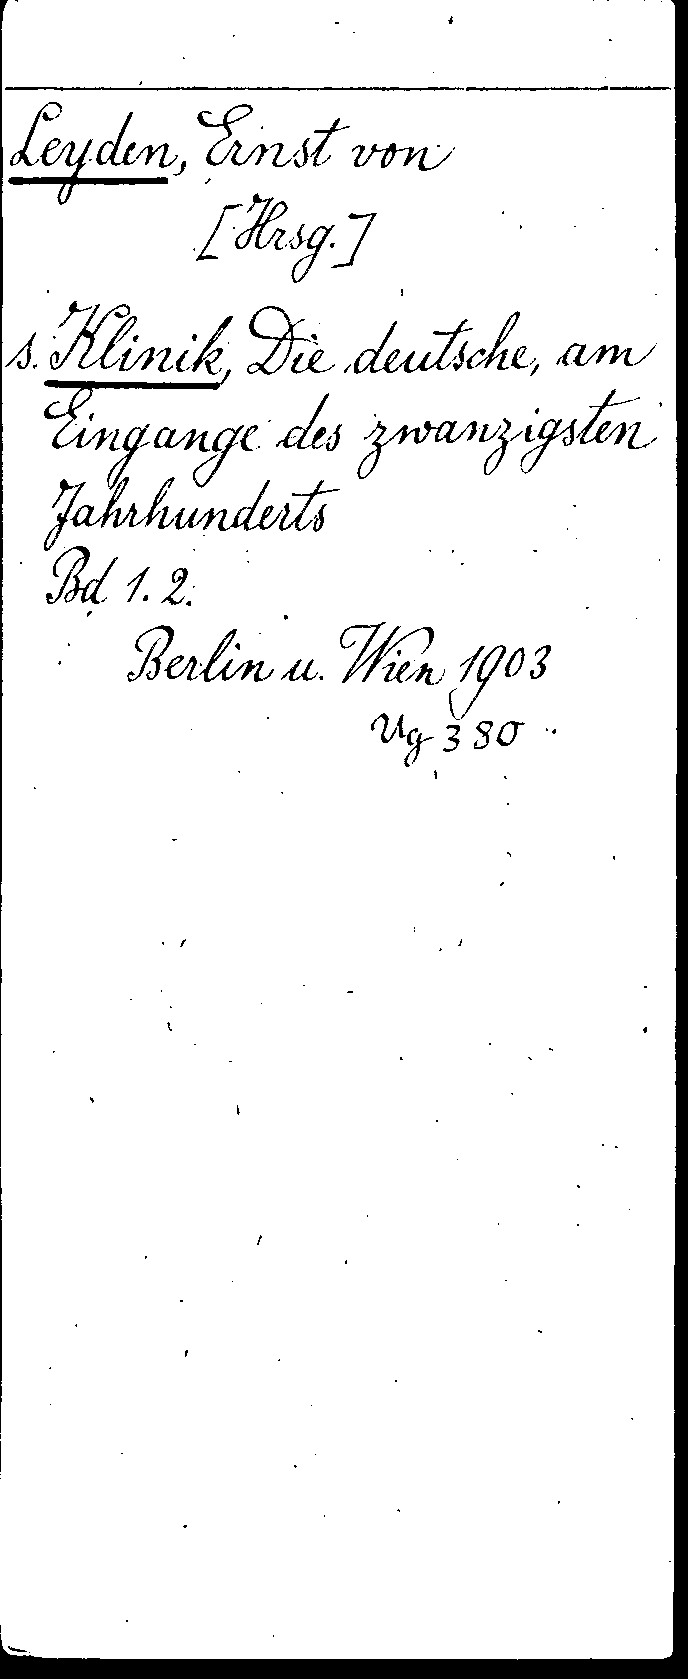 Leyden, Ernst von
[Hrsg.]
s. Klinik, Die deutsche, am
Eingange des zwanzigsten
Jahrhunderts
Bd 1. 2.
Berlin u. Wien 1903
Ug 380